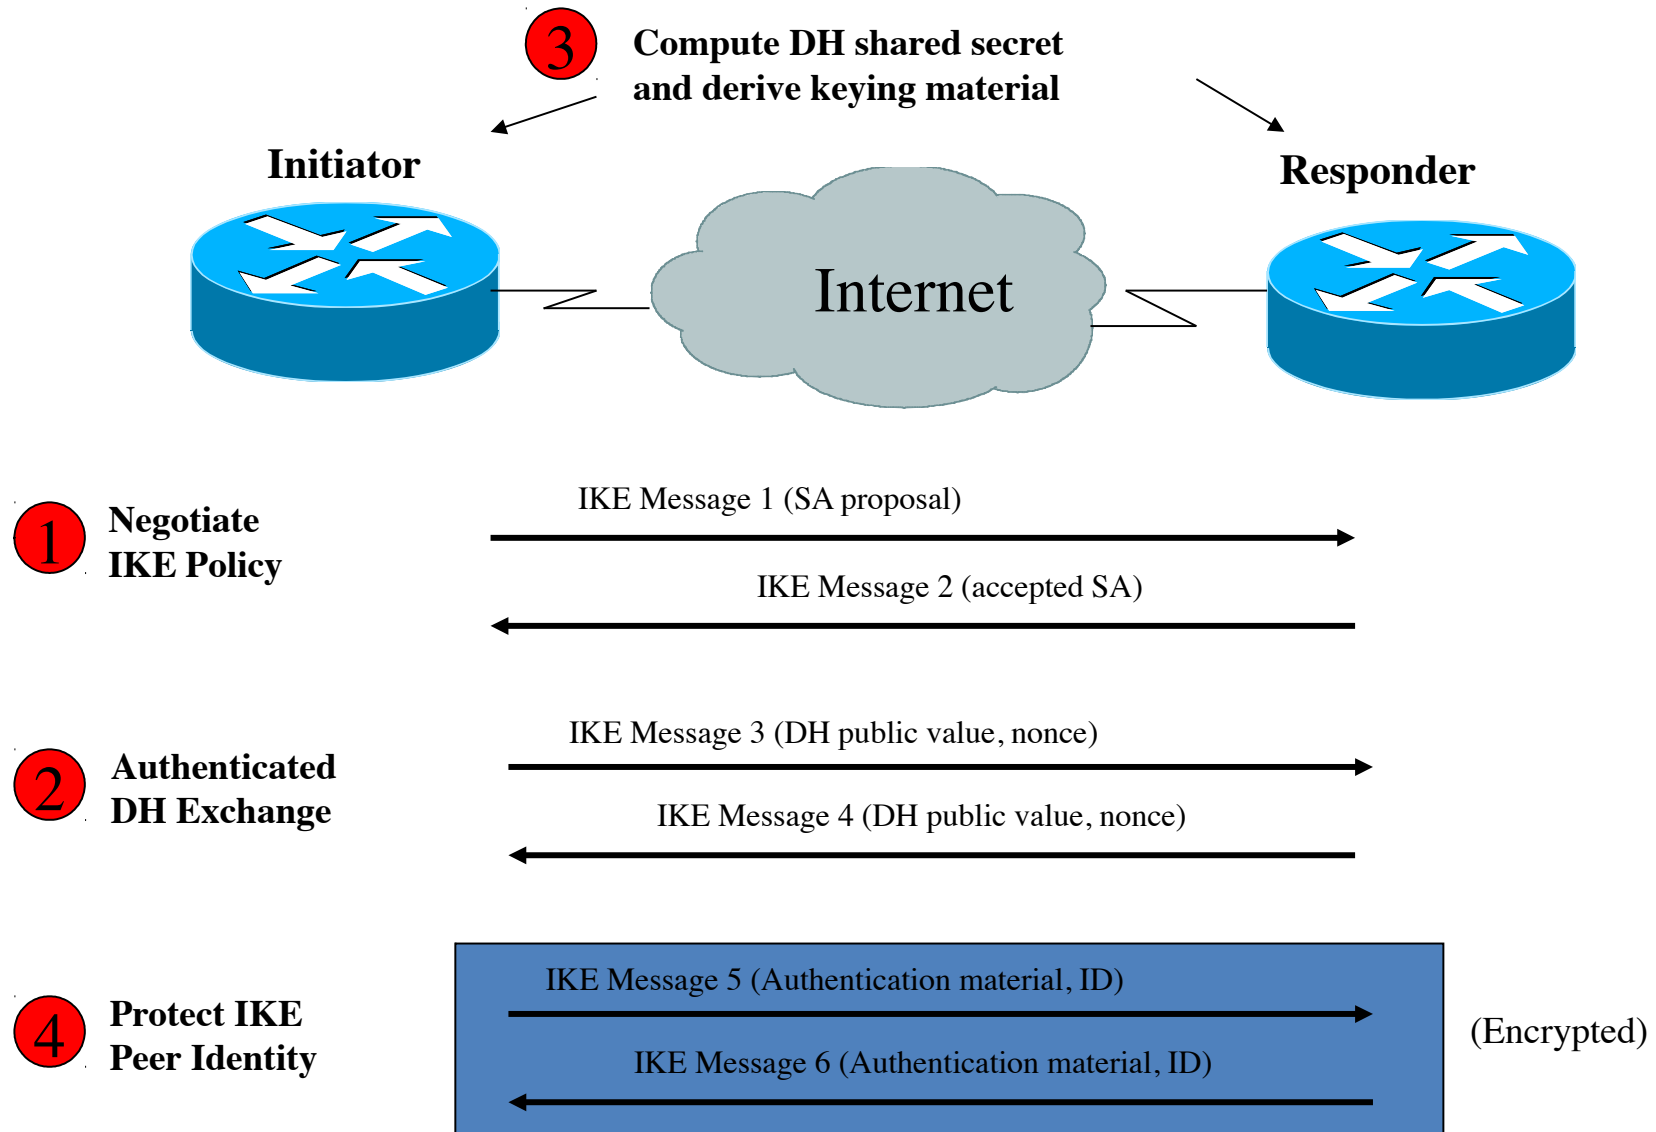 3
Compute DH shared secret
and derive keying material
Initiator
Responder
Internet
1
Negotiate
IKE Policy
IKE Message 1 (SA proposal)
IKE Message 2 (accepted SA)
2
Authenticated
DH Exchange
IKE Message 3 (DH public value, nonce)
IKE Message 4 (DH public value, nonce)
4
Protect IKE
Peer Identity
IKE Message 5 (Authentication material, ID)
IKE Message 6 (Authentication material, ID)
(Encrypted)